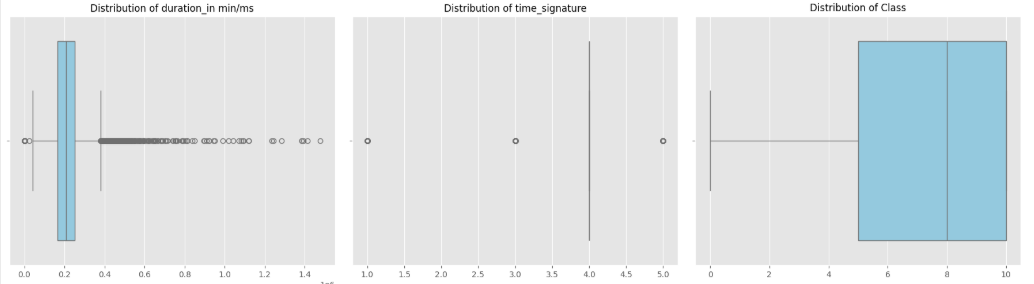 Distribution of duration_in min/ms
0.0 0.2 0.4 0.6 0.8 1.0 1.2 1.4
1e6
Distribution of time_signature
1.0 1.5 2.0 2.5 3.0 3.5 4.0 4.5 5.0
Distribution of Class
0 2 4 6 8 10